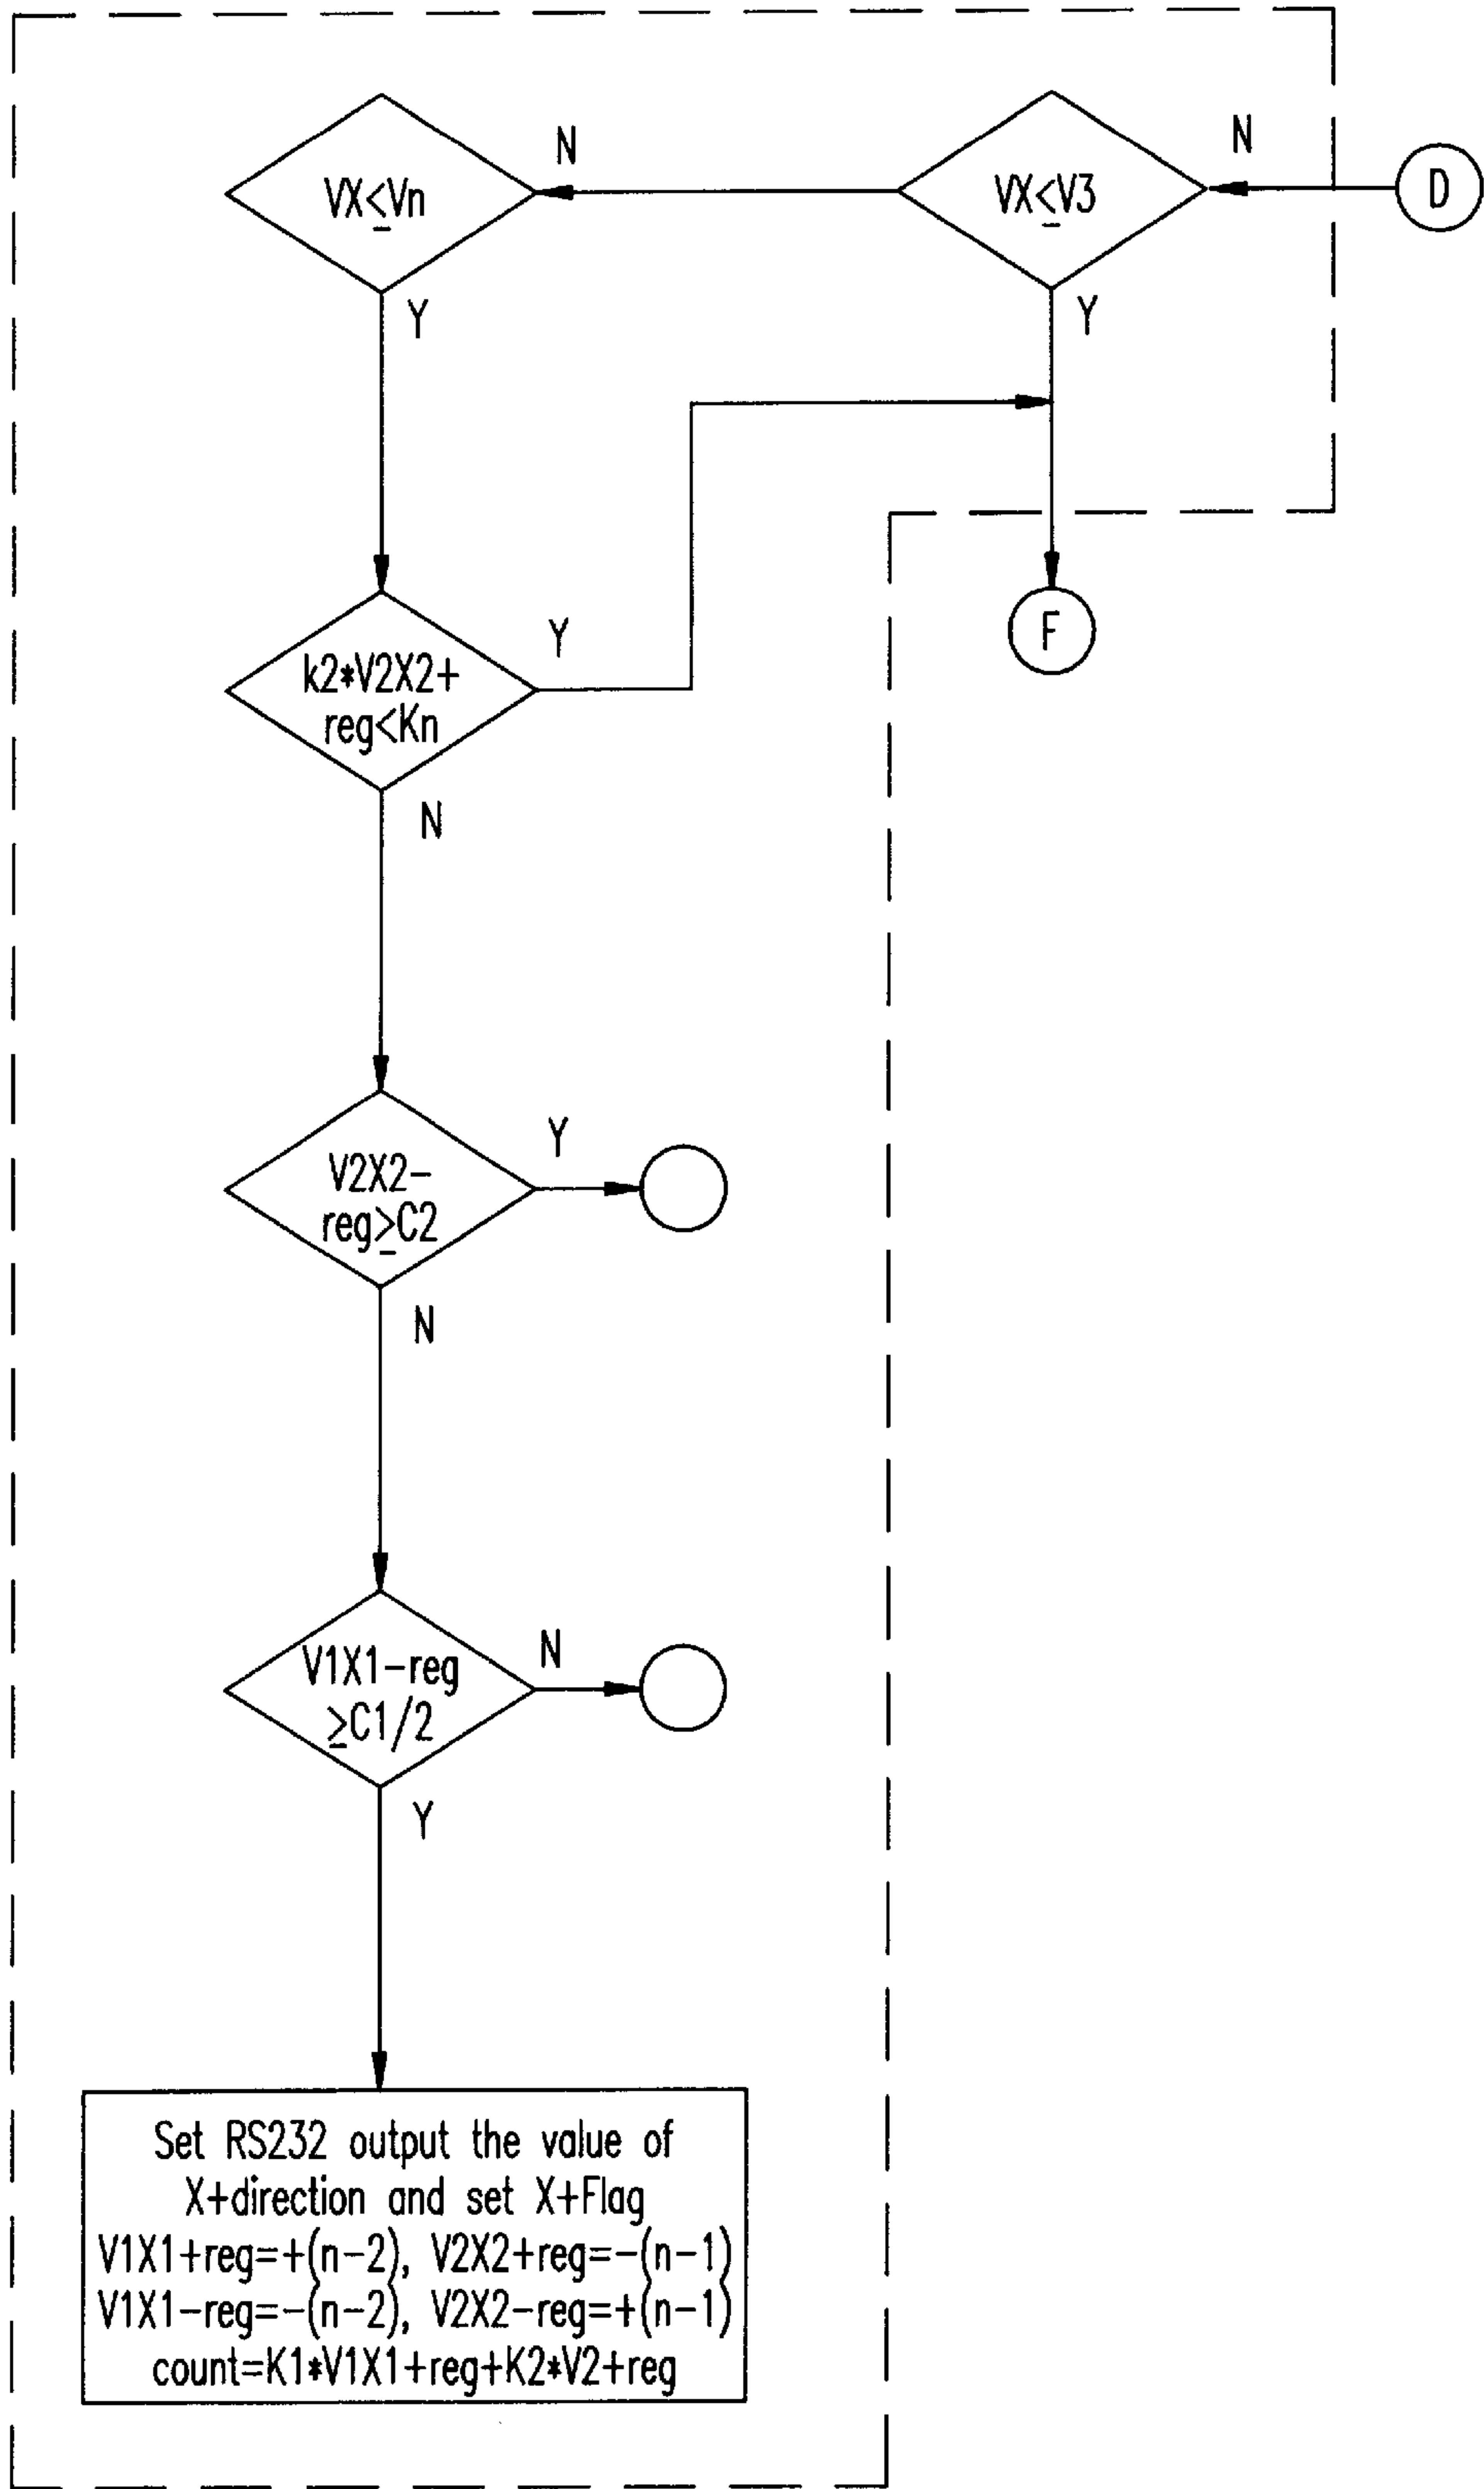 N
N
VX≤Vn
VX≤V3
D
Y
Y
k2*V2X2+
reg<Kn
Y
F
N
V2X2-
reg≥C2
Y
N
V1X1-reg
≥C1/2
N
Y
Set RS232 output the value of
X+direction and set X+Flag
V1X1+reg=+(n-2), V2X2+reg=-(n-1)
V1X1-reg=-(n-2), V2X2-reg=+(n-1)
count=K1*V1X1+reg+K2*V2+reg